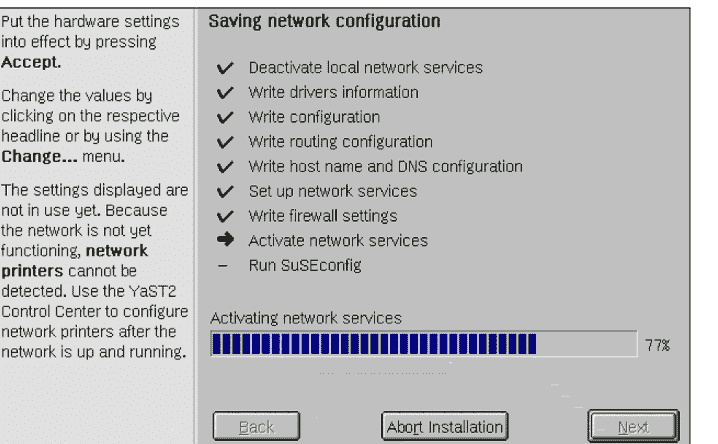 Put the hardware settings
into effect by pressing
Accept.
Change the values by
clicking on the respective
headline or by using the
Change... menu.
The settings displayed are
not in use yet. Because
the network is not yet
functioning, network
printers cannot be
detected. Use the YaST2
Control Center to configure
network printers after the
network is up and running.
Saving network configuration
✔ Deactivate local network services
✔ Write drivers information
✔ Write configuration
✔ Write routing configuration
✔ Write host name and DNS configuration
✔ Set up network services
✔ Write firewall settings
➜ Activate network services
– Run SuSEconfig
Activating network services
77%
Back
Abort Installation
Next